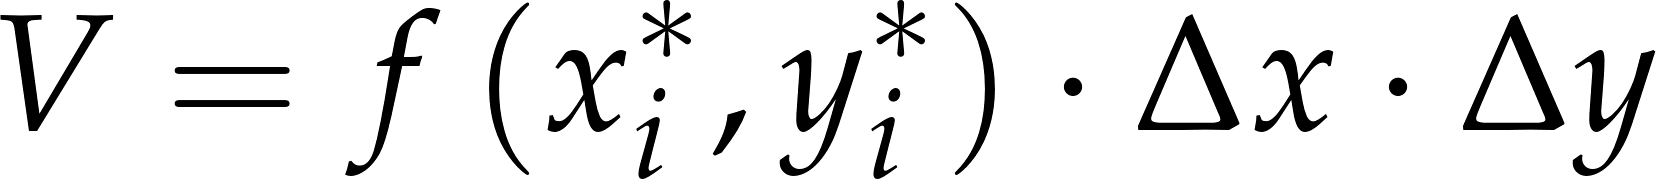 V = f(x_i^*, y_i^*) · Δx · Δy